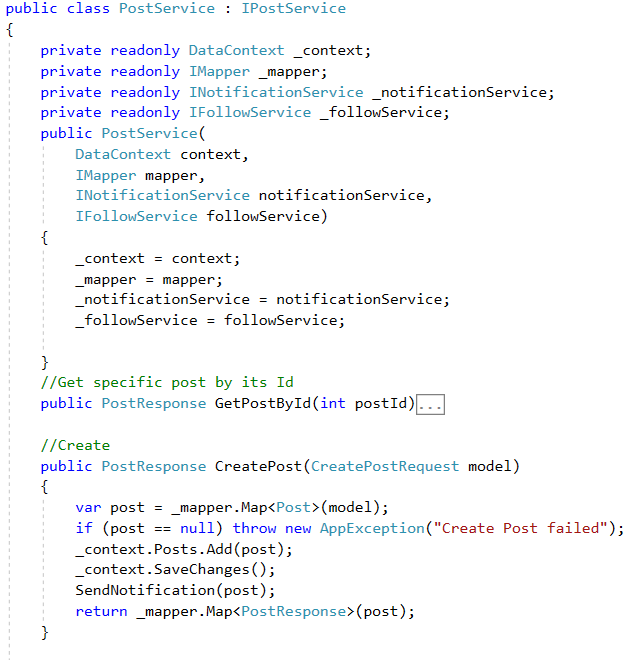 public class PostService : IPostService
{
    private readonly DataContext _context;
    private readonly IMapper _mapper;
    private readonly INotificationService _notificationService;
    private readonly IFollowService _followService;
    public PostService(
        DataContext context,
        IMapper mapper,
        INotificationService notificationService,
        IFollowService followService)
    {
        _context = context;
        _mapper = mapper;
        _notificationService = notificationService;
        _followService = followService;

    }
    //Get specific post by its Id
    public PostResponse GetPostById(int postId)...

    //Create
    public PostResponse CreatePost(CreatePostRequest model)
    {
        var post = _mapper.Map<Post>(model);
        if (post == null) throw new AppException("Create Post failed");
        _context.Posts.Add(post);
        _context.SaveChanges();
        SendNotification(post);
        return _mapper.Map<PostResponse>(post);
    }